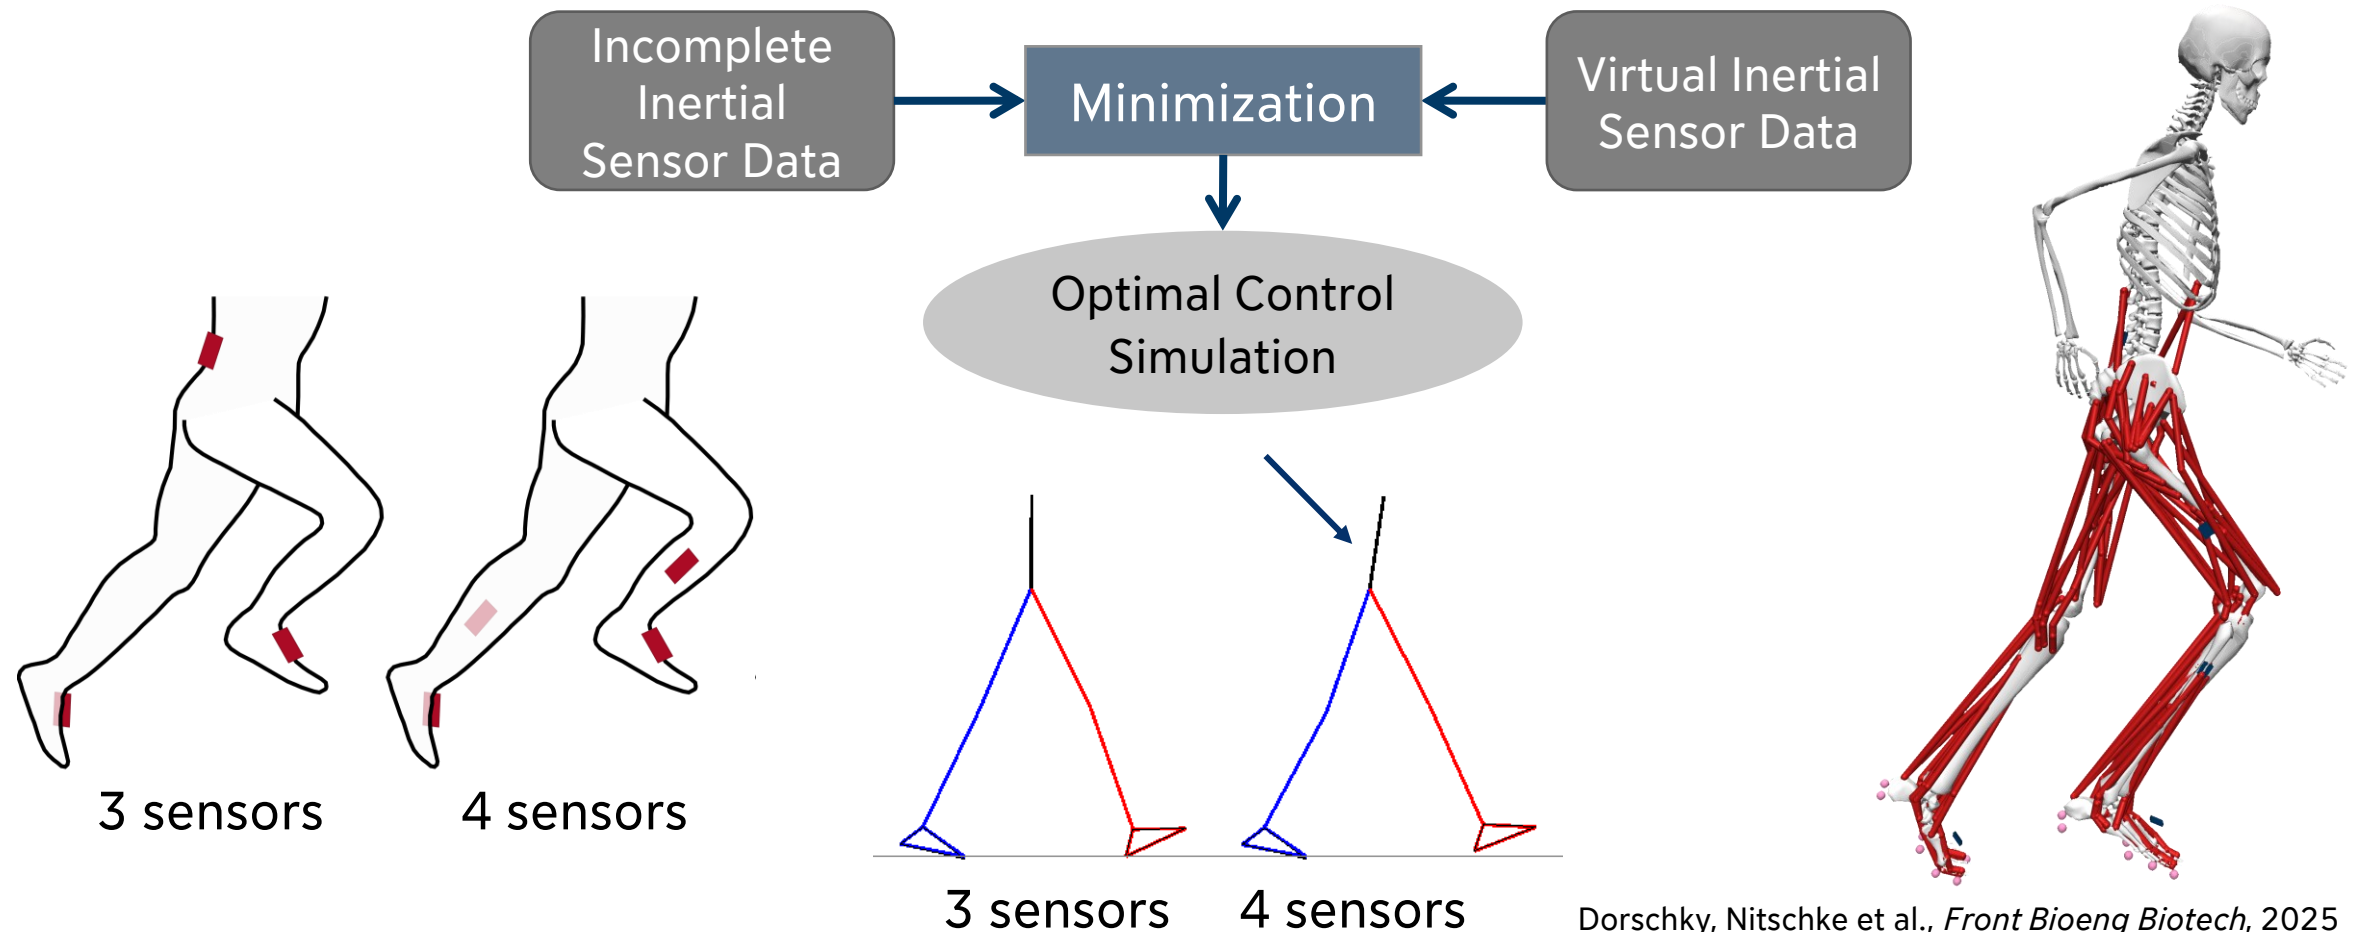 Incomplete
Inertial
Sensor Data
Minimization
Virtual Inertial
Sensor Data
Optimal Control
Simulation
3 sensors
4 sensors
3 sensors
4 sensors
Dorschky, Nitschke et al., Front Bioeng Biotech, 2025